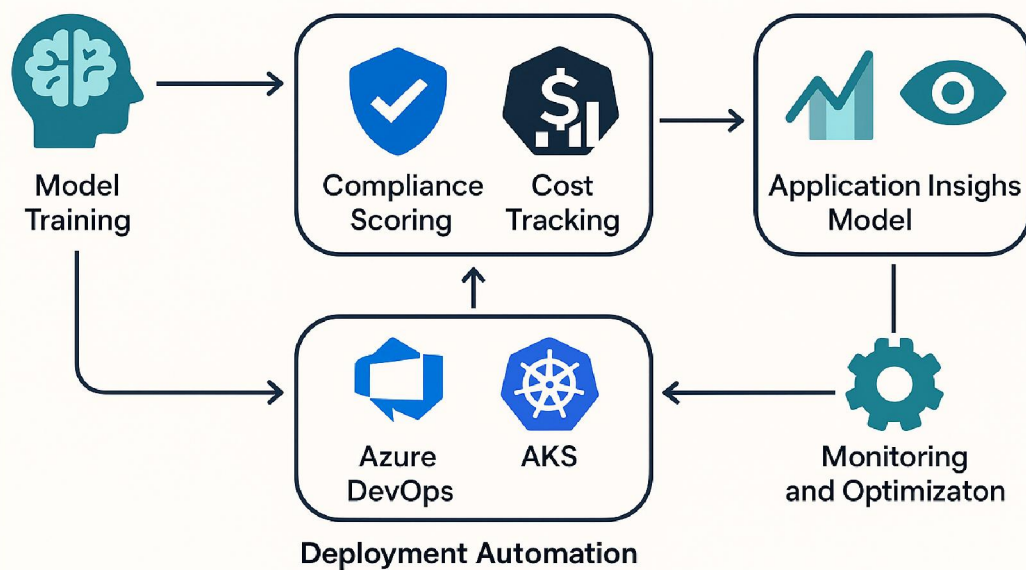 Model
Training
Compliance
Scoring
Cost
Tracking
Application Insighs
Model
Azure
DevOps
AKS
Monitoring
and Optimizaton
Deployment Automation